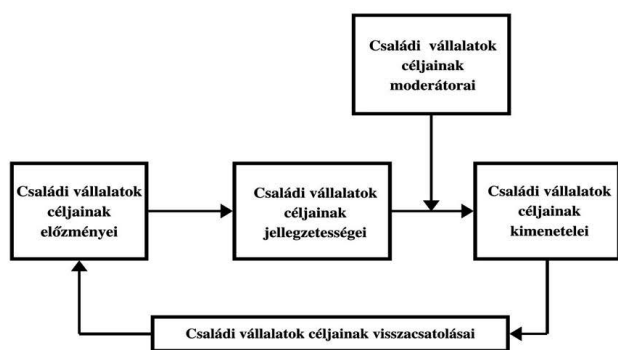 Családi vállalatok
céljainak
moderátorai
Családi vállalatok
céljainak
előzményei
Családi vállalatok
céljainak
jellegzetességei
Családi vállalatok
céljainak
kimenetelei
Családi vállalatok céljainak visszacsatolásai